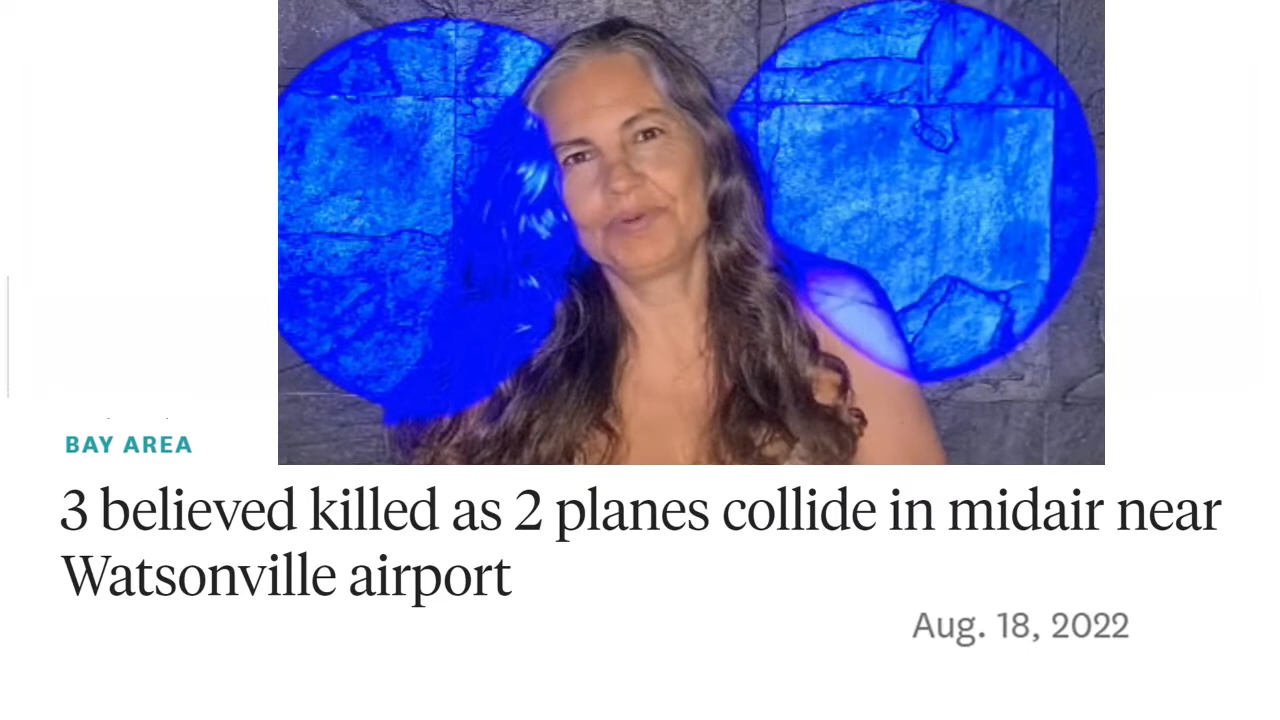 BAY AREA
3 believed killed as 2 planes collide in midair near
Watsonville airport
Aug. 18, 2022